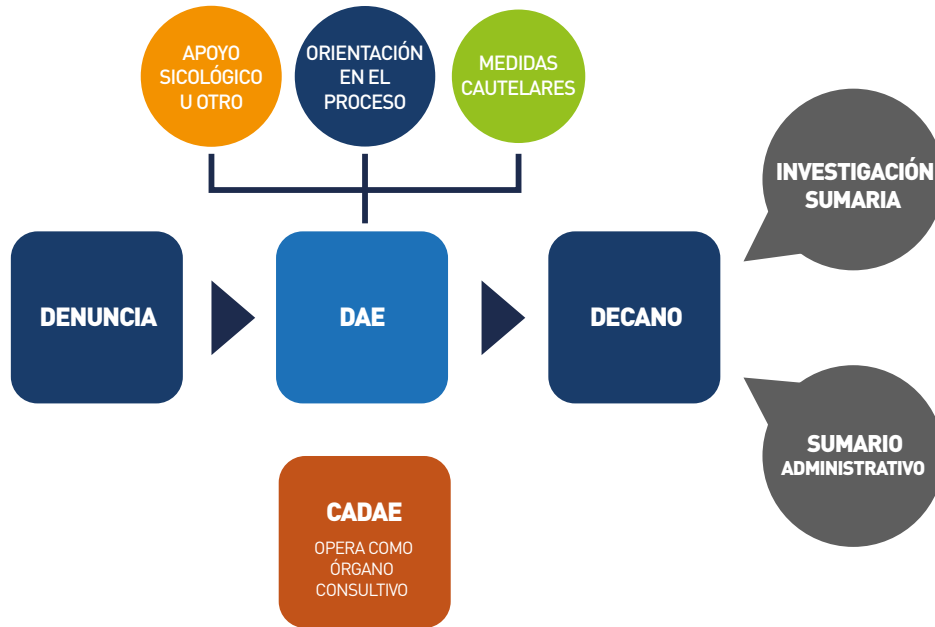 APOYO
SICOLÓGICO
U OTRO
ORIENTACIÓN
EN EL
PROCESO
MEDIDAS
CAUTELARES
INVESTIGACIÓN
SUMARIA
DENUNCIA
DAE
DECANO
SUMARIO
ADMINISTRATIVO
CADAE
OPERA COMO
ÓRGANO
CONSULTIVO